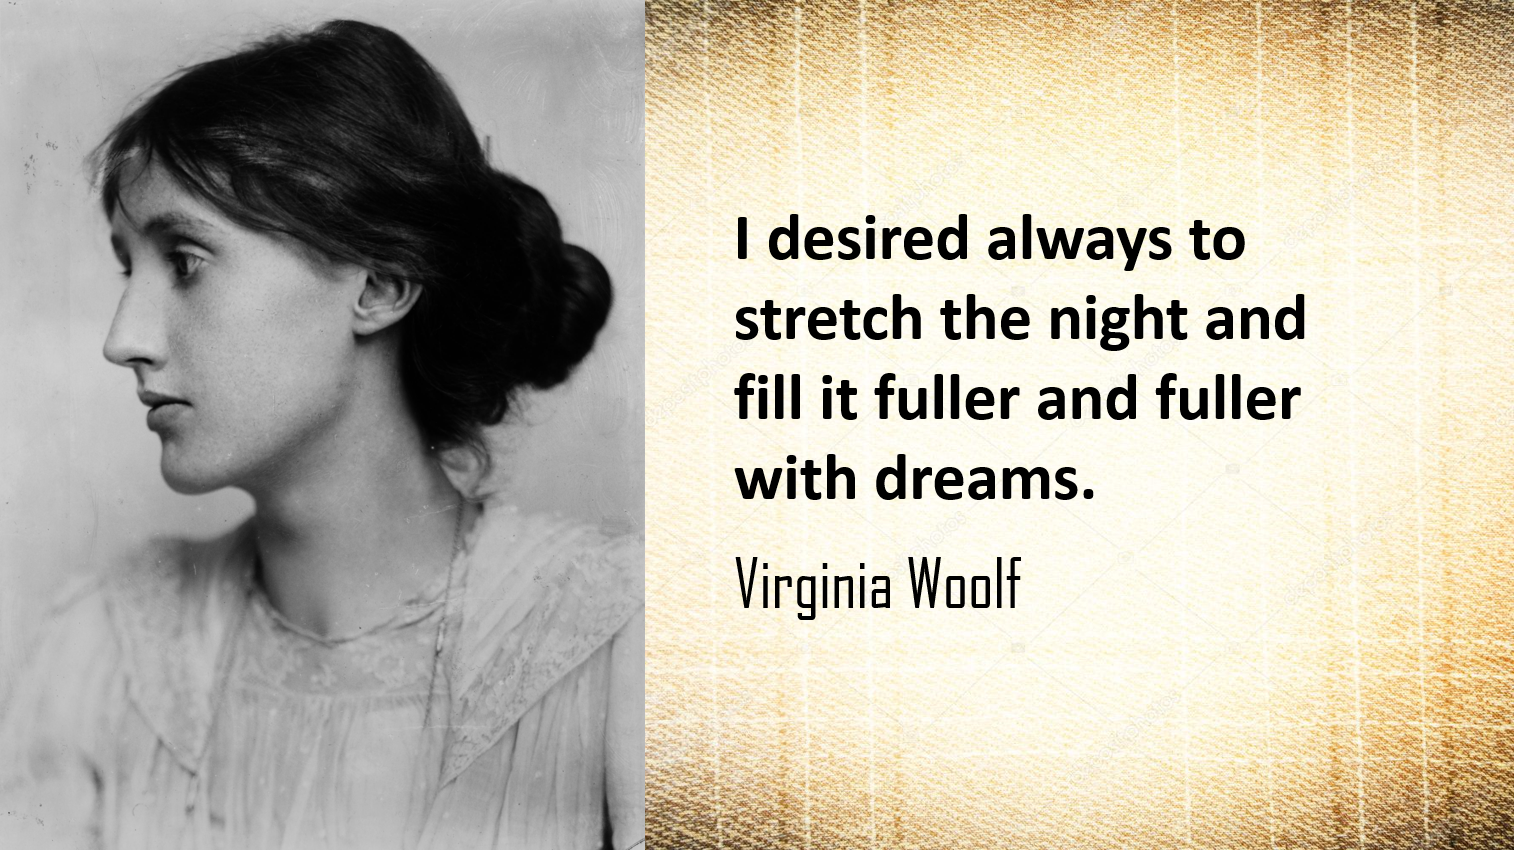 I desired always to
stretch the night and
fill it fuller and fuller
with dreams.
Virginia Woolf